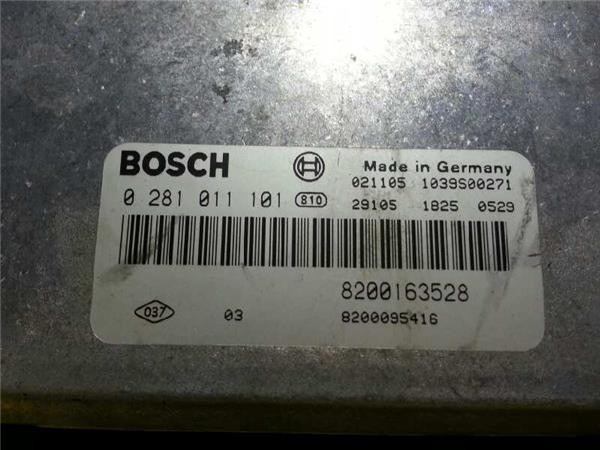 BOSCH
Made in Germany
021105 1039S00271
0 281 011 101 810
29105 1825 0529
8200163528
037 03 8200095416